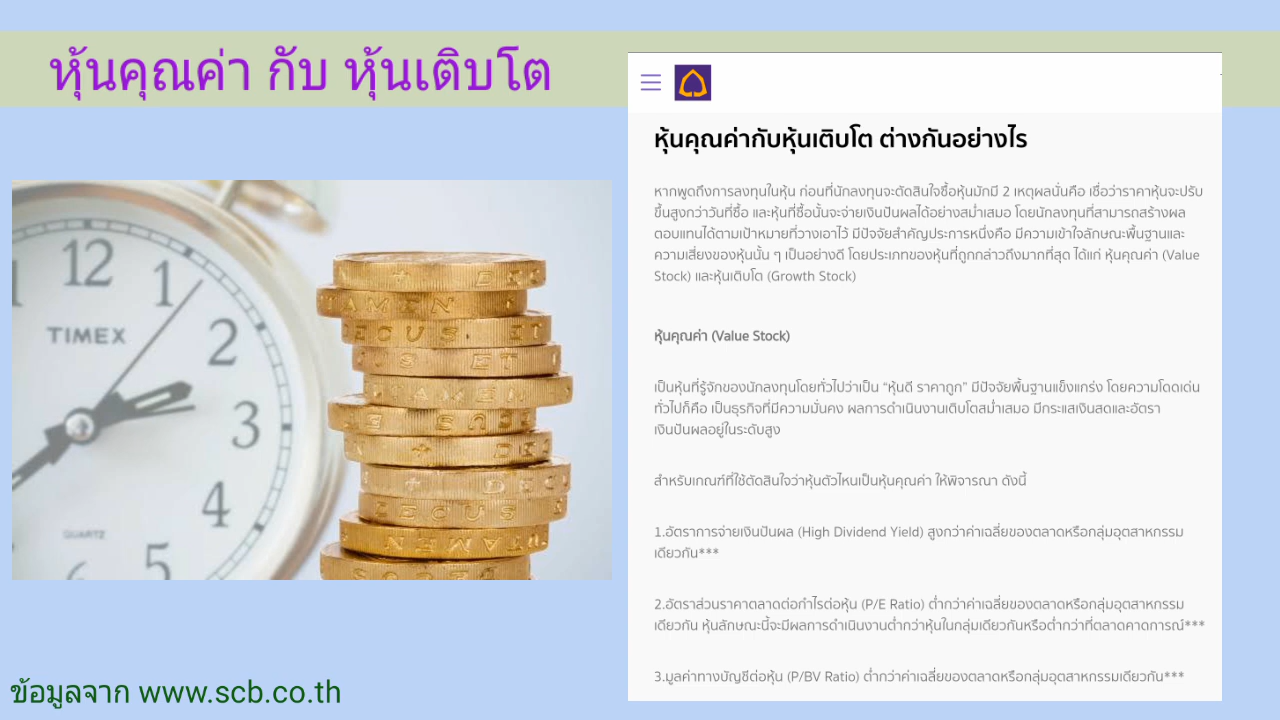 หุ้นคุณค่า กับ หุ้นเติบโต
12
11
1
TIMEX
2
3
4
QUARTZ
5
6
DECUS ET
TAMEN
DECUS ET
US ET T
TAMEN
ET DECUS
DECUS
DECUS ET
TAMEN
DECUS
ข้อมูลจาก www.scb.co.th
หุ้นคุณค่ากับหุ้นเติบโต ต่างกันอย่างไร
หากพูดถึงการลงทุนในหุ้น ก่อนที่นักลงทุนจะตัดสินใจซื้อหุ้นมักมี 2 เหตุผลนั่นคือ เชื่อว่าราคาหุ้นจะปรับ
ขึ้นสูงกว่าวันที่ซื้อ และหุ้นที่ซื้อนั้นจะจ่ายเงินปันผลได้อย่างสม่ำเสมอ โดยนักลงทุนที่สามารถสร้างผล
ตอบแทนได้ตามเป้าหมายที่วางเอาไว้ มีปัจจัยสำคัญประการหนึ่งคือ มีความเข้าใจลักษณะพื้นฐานและ
ความเสี่ยงของหุ้นนั้น ๆ เป็นอย่างดี โดยประเภทของหุ้นที่ถูกกล่าวถึงมากที่สุด ได้แก่ หุ้นคุณค่า (Value
Stock) และหุ้นเติบโต (Growth Stock)
หุ้นคุณค่า (Value Stock)
เป็นหุ้นที่รู้จักของนักลงทุนโดยทั่วไปว่าเป็น “หุ้นดี ราคาถูก” มีปัจจัยพื้นฐานแข็งแกร่ง โดยความโดดเด่น
ทั่วไปก็คือ เป็นธุรกิจที่มีความมั่นคง ผลการดำเนินงานเติบโตสม่ำเสมอ มีกระแสเงินสดและอัตรา
เงินปันผลอยู่ในระดับสูง
สำหรับเกณฑ์ที่ใช้ตัดสินใจว่าหุ้นตัวไหนเป็นหุ้นคุณค่า ให้พิจารณา ดังนี้
1.อัตราการจ่ายเงินปันผล (High Dividend Yield) สูงกว่าค่าเฉลี่ยของตลาดหรือกลุ่มอุตสาหกรรม
เดียวกัน***
2.อัตราส่วนราคาตลาดต่อกำไรต่อหุ้น (P/E Ratio) ต่ำกว่าค่าเฉลี่ยของตลาดหรือกลุ่มอุตสาหกรรม
เดียวกัน หุ้นลักษณะนี้จะมีผลการดำเนินงานต่ำกว่าหุ้นในกลุ่มเดียวกันหรือต่ำกว่าที่ตลาดคาดการณ์***
3.มูลค่าทางบัญชีต่อหุ้น (P/BV Ratio) ต่ำกว่าค่าเฉลี่ยของตลาดหรือกลุ่มอุตสาหกรรมเดียวกัน***